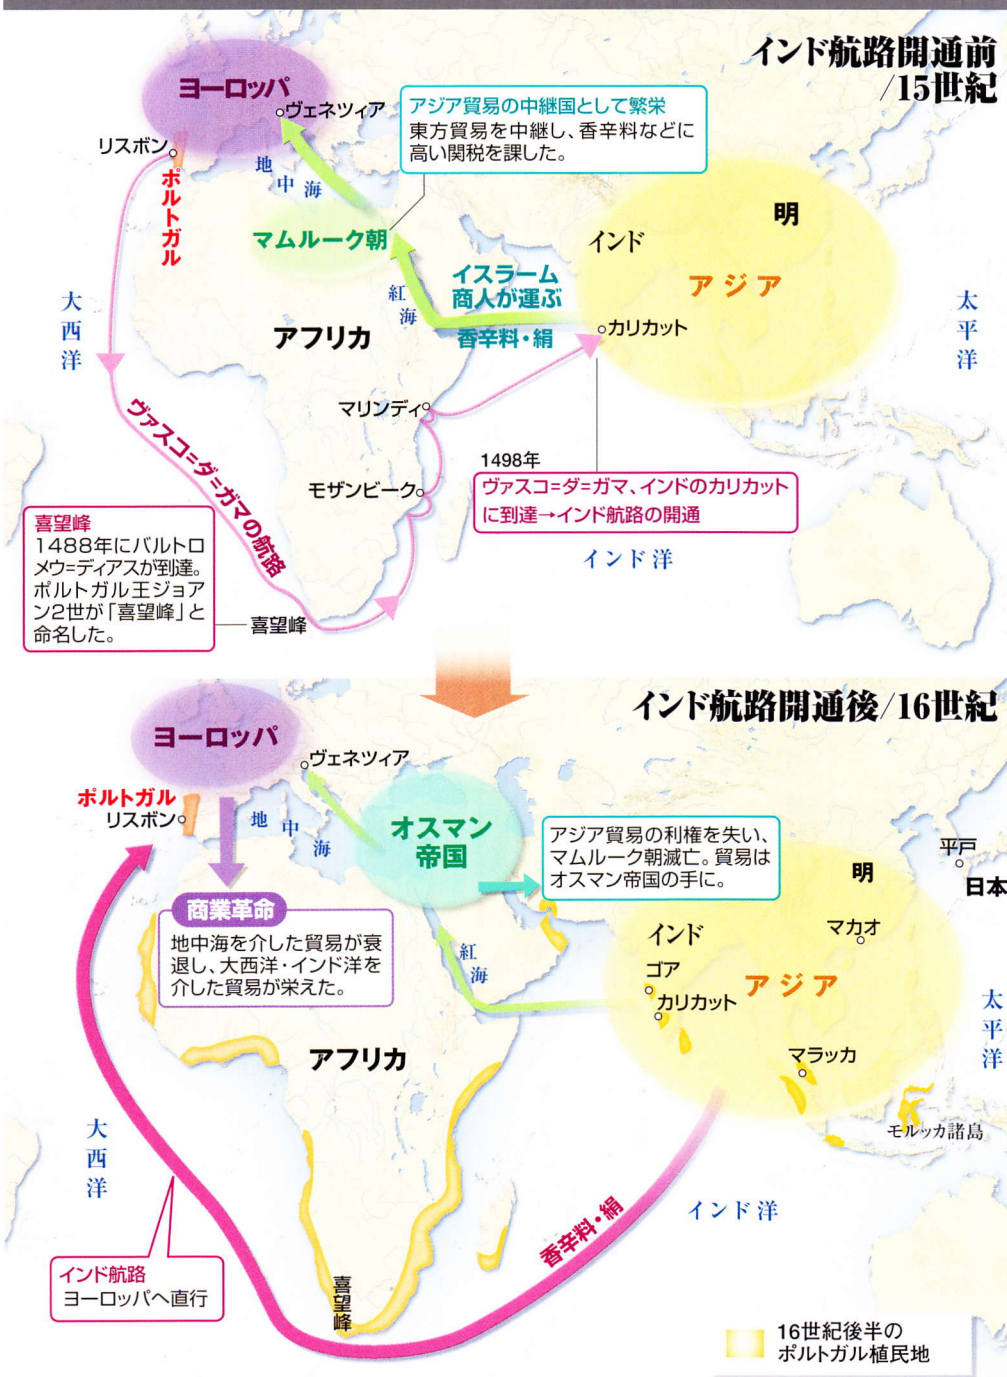 インド航路開通前
/15世紀
ヨーロッパ
ヴェネツィア
アジア貿易の中継国として繁栄
東方貿易を中継し、香辛料などに
高い関税を課した。
リスボン
ポルトガル
地中海
マムルーク朝
明
インド
アジア
イスラーム
商人が運ぶ
香辛料・絹
紅海
カリカット
大西洋
太平洋
アフリカ
マリンディ
ヴァスコ=ダ=ガマの航路
モザンビーク
1498年
ヴァスコ=ダ=ガマ、インドのカリカット
に到達→インド航路の開通
インド洋
喜望峰
1488年にバルトロ
メウ=ディアスが到達。
ポルトガル王ジョア
ン2世が「喜望峰」と
命名した。
喜望峰
インド航路開通後/16世紀
ヨーロッパ
ヴェネツィア
ポルトガル
リスボン
地中海
オスマン
帝国
アジア貿易の利権を失い、
マムルーク朝滅亡。貿易は
オスマン帝国の手に。
平戸
日本
明
商業革命
地中海を介した貿易が衰
退し、大西洋・インド洋を
介した貿易が栄えた。
インド
マカオ
紅海
ゴア
アジア
カリカット
太平洋
アフリカ
マラッカ
モルッカ諸島
大西洋
インド洋
香辛料・絹
インド航路
ヨーロッパへ直行
喜望峰
16世紀後半の
ポルトガル植民地